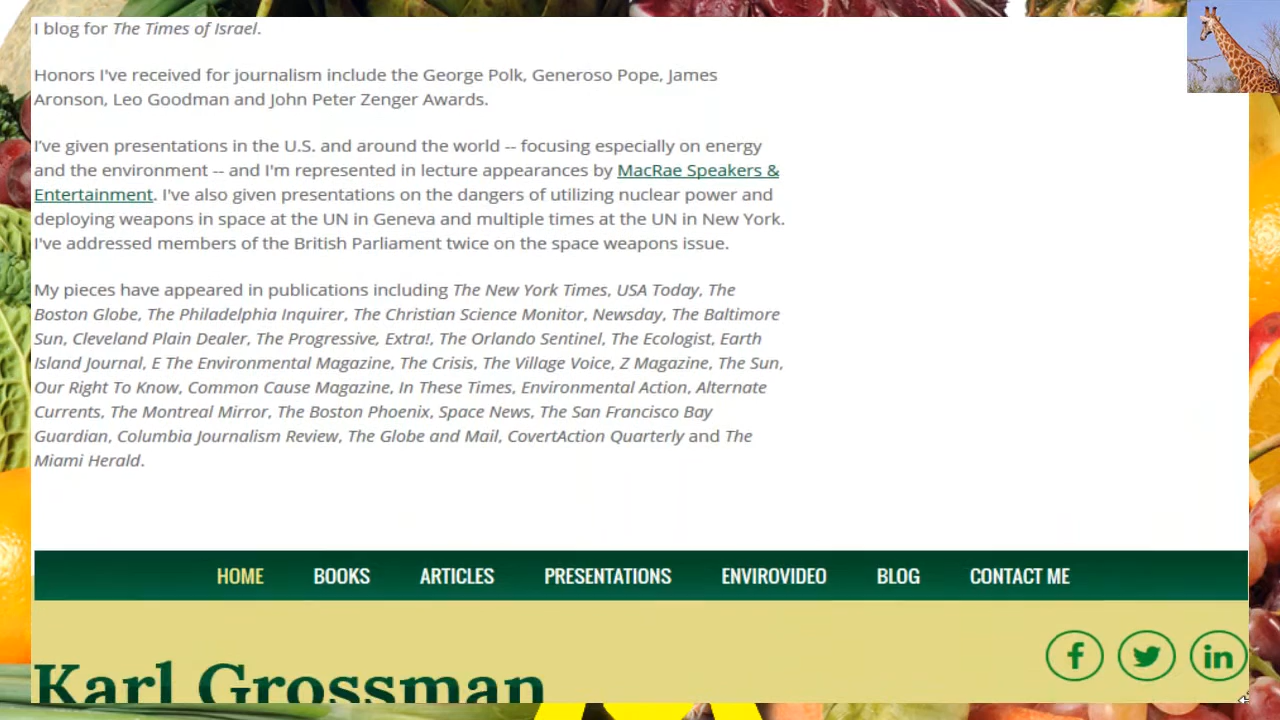 I blog for The Times of Israel.
Honors I've received for journalism include the George Polk, Generoso Pope, James
Aronson, Leo Goodman and John Peter Zenger Awards.
I've given presentations in the U.S. and around the world -- focusing especially on energy
and the environment -- and I'm represented in lecture appearances by MacRae Speakers &
Entertainment. I've also given presentations on the dangers of utilizing nuclear power and
deploying weapons in space at the UN in Geneva and multiple times at the UN in New York.
I've addressed members of the British Parliament twice on the space weapons issue.
My pieces have appeared in publications including The New York Times, USA Today, The
Boston Globe, The Philadelphia Inquirer, The Christian Science Monitor, Newsday, The Baltimore
Sun, Cleveland Plain Dealer, The Progressive, Extra!, The Orlando Sentinel, The Ecologist, Earth
Island Journal, E The Environmental Magazine, The Crisis, The Village Voice, Z Magazine, The Sun,
Our Right To Know, Common Cause Magazine, In These Times, Environmental Action, Alternate
Currents, The Montreal Mirror, The Boston Phoenix, Space News, The San Francisco Bay
Guardian, Columbia Journalism Review, The Globe and Mail, CovertAction Quarterly and The
Miami Herald.
HOME BOOKS ARTICLES PRESENTATIONS ENVIROVIDEO BLOG CONTACT ME
f in
Karl Grossman